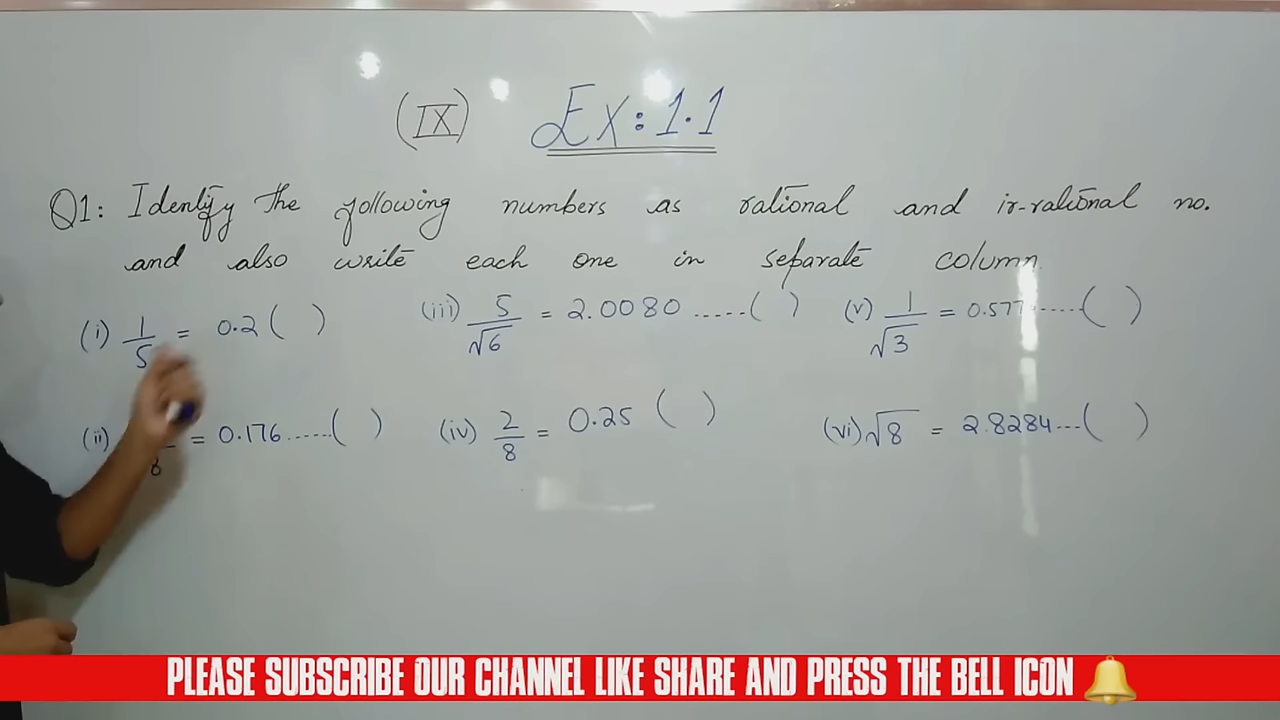 (IX) Ex: 1.1
Q1: Identify the following numbers as rational and ir-rational no.
and also write each one in separate column.
(i) 1/5 = 0.2 ( ) (iii) 5/√6 = 2.0080 ..... ( ) (v) 1/√3 = 0.577 ..... ( )
(ii) 8 = 0.176 ...... ( ) (iv) 2/8 = 0.25 ( ) (vi) √8 = 2.8284 ... ( )
PLEASE SUBSCRIBE OUR CHANNEL LIKE SHARE AND PRESS THE BELL ICON